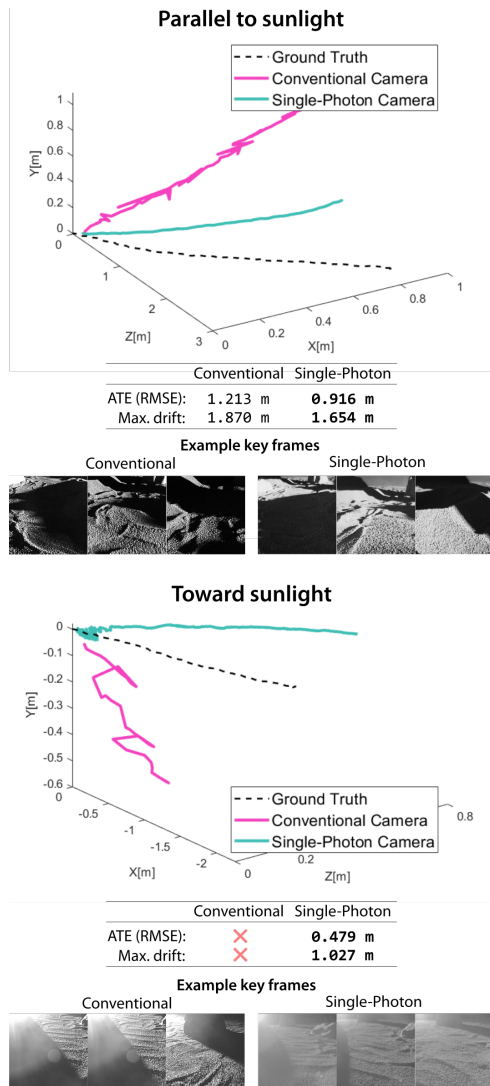 Parallel to sunlight
Ground Truth
Conventional Camera
Single-Photon Camera
1
0.8
0.6
0.4
0.2
0
Y[m]
0
1
2
3
Z[m]
0
0.2
0.4
0.6
0.8
1
X[m]
Conventional Single-Photon
ATE (RMSE): 1.213 m 0.916 m
Max. drift: 1.870 m 1.654 m
Example key frames
Conventional Single-Photon
Toward sunlight
0
-0.1
-0.2
-0.3
-0.4
-0.5
-0.6
Y[m]
0
-0.5
-1
-1.5
-2
X[m]
Ground Truth
Conventional Camera
Single-Photon Camera
0
0.2
0.8
Z[m]
Conventional Single-Photon
ATE (RMSE): ✕ 0.479 m
Max. drift: ✕ 1.027 m
Example key frames
Conventional Single-Photon